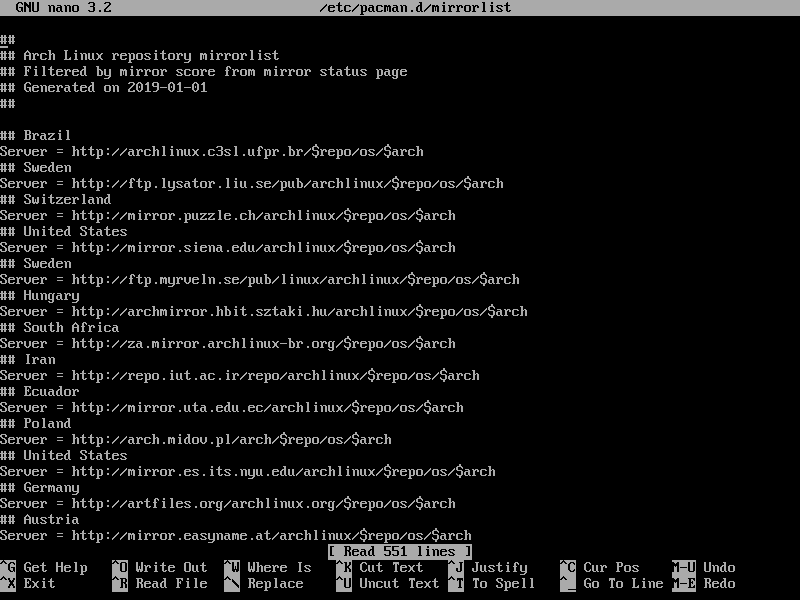 GNU nano 3.2 /etc/pacman.d/mirrorlist
##
## Arch Linux repository mirrorlist
## Filtered by mirror score from mirror status page
## Generated on 2019-01-01
##
## Brazil
Server = http://archlinux.c3sl.ufpr.br/$repo/os/$arch
## Sweden
Server = http://ftp.lysator.liu.se/pub/archlinux/$repo/os/$arch
## Switzerland
Server = http://mirror.puzzle.ch/archlinux/$repo/os/$arch
## United States
Server = http://mirror.siena.edu/archlinux/$repo/os/$arch
## Sweden
Server = http://ftp.myrveln.se/pub/linux/archlinux/$repo/os/$arch
## Hungary
Server = http://archmirror.hbit.sztaki.hu/archlinux/$repo/os/$arch
## South Africa
Server = http://za.mirror.archlinux-br.org/$repo/os/$arch
## Iran
Server = http://repo.iut.ac.ir/repo/archlinux/$repo/os/$arch
## Ecuador
Server = http://mirror.uta.edu.ec/archlinux/$repo/os/$arch
## Poland
Server = http://arch.midov.pl/arch/$repo/os/$arch
## United States
Server = http://mirror.es.its.nyu.edu/archlinux/$repo/os/$arch
## Germany
Server = http://artfiles.org/archlinux.org/$repo/os/$arch
## Austria
Server = http://mirror.easyname.at/archlinux/$repo/os/$arch
[ Read 551 lines ]
^G Get Help ^O Write Out ^W Where Is ^K Cut Text ^J Justify ^C Cur Pos M-U Undo
^X Exit ^R Read File ^\ Replace ^U Uncut Text ^T To Spell ^_ Go To Line M-E Redo